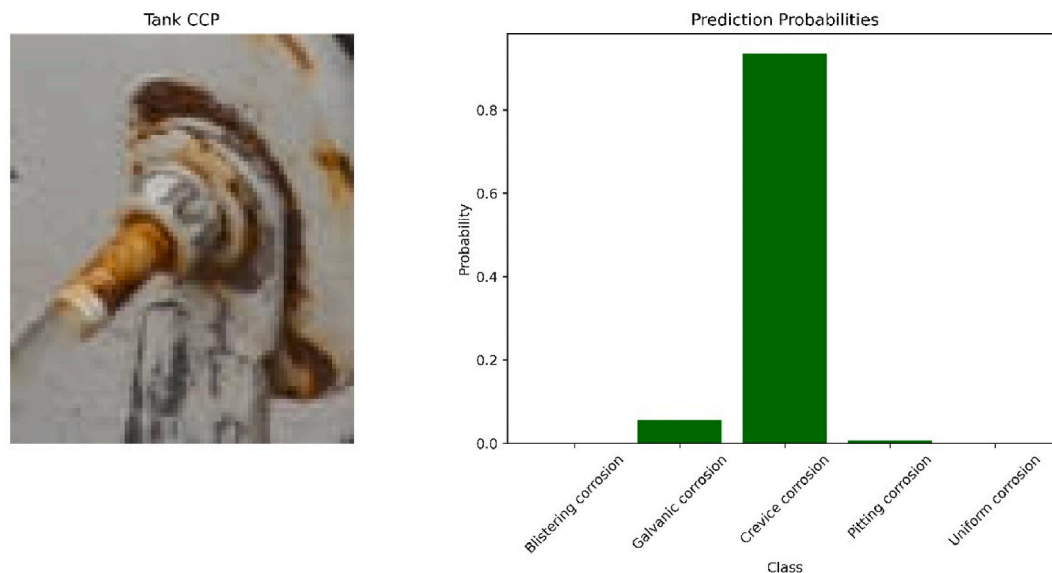 Tank CCP
Prediction Probabilities
Probability
0.8
0.6
0.4
0.2
0.0
Blistering corrosion
Galvanic corrosion
Crevice corrosion
Pitting corrosion
Uniform corrosion
Class